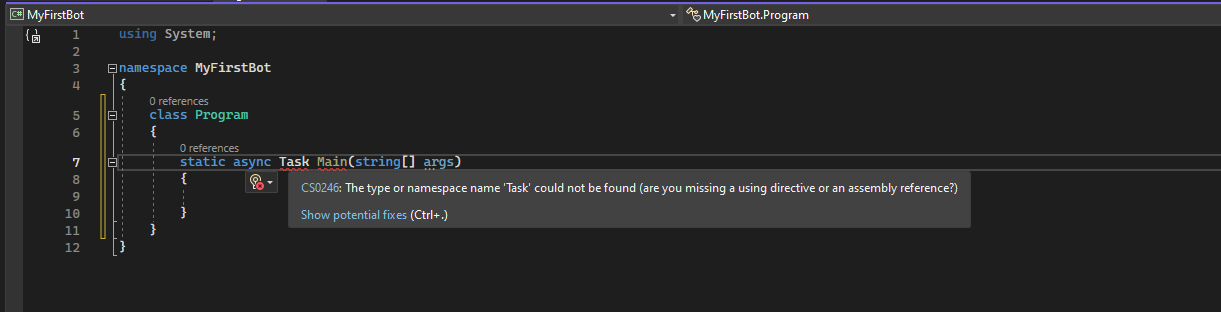 C# MyFirstBot MyFirstBot.Program
1 using System;
2
3 namespace MyFirstBot
4 {
0 references
5 class Program
6 {
0 references
7 static async Task Main(string[] args)
8 {
9
10 }
11 }
12 }
CS0246: The type or namespace name 'Task' could not be found (are you missing a using directive or an assembly reference?)
Show potential fixes (Ctrl+.)